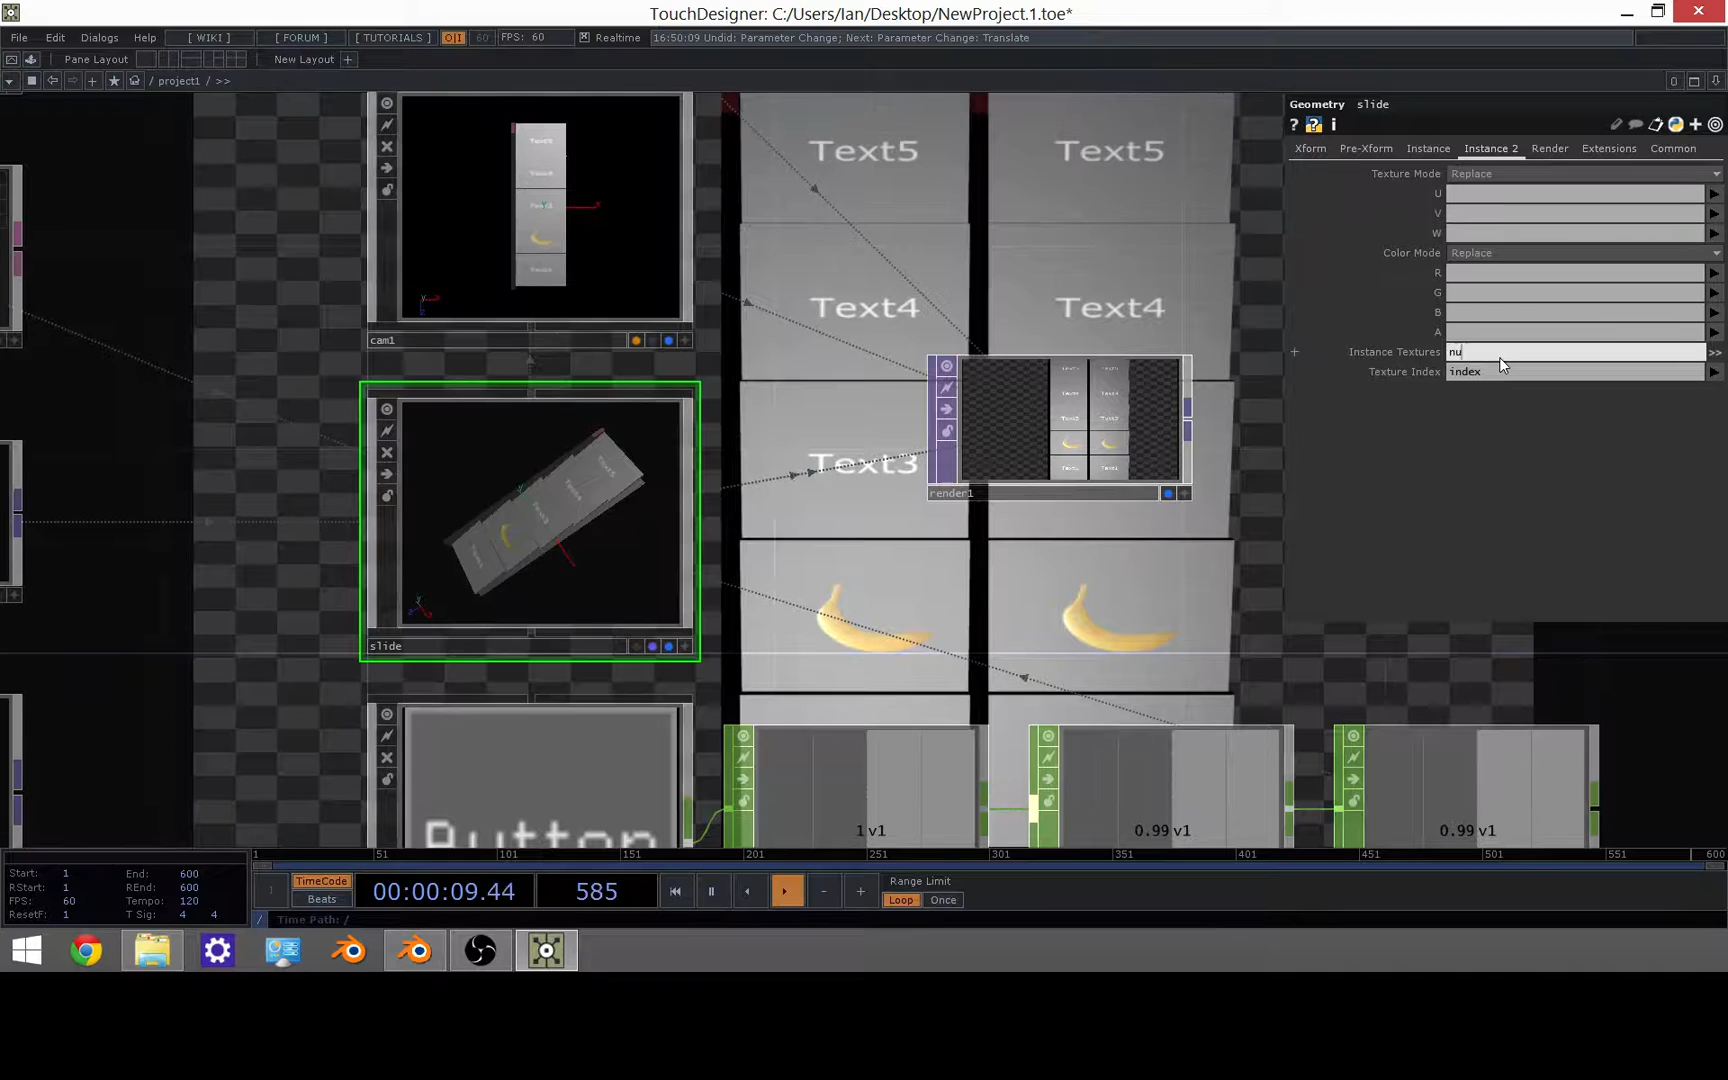 TouchDesigner: C:/Users/Ian/Desktop/NewProject.1.toe*
File Edit Dialogs Help [ WIKI ] [ FORUM ] [ TUTORIALS ] O|I 60 FPS: 60 Realtime 16:50:09 Undid: Parameter Change; Next: Parameter Change: Translate
Pane Layout New Layout +
/ project1 / >>
Geometry slide
? ? i
Xform Pre-Xform Instance Instance 2 Render Extensions Common
Texture Mode Replace
U
V
W
Color Mode Replace
R
G
B
A
Instance Textures nu >>
Texture Index index
cam1
slide
Button
Text5 Text5
Text4 Text4
Text3
render1
1 v1
0.99 v1
0.99 v1
1 51 101 151 201 251 301 351 401 451 501 551 600
Start: 1 End: 600
RStart: 1 REnd: 600
FPS: 60 Tempo: 120
ResetF: 1 T Sig: 4 4
TimeCode
Beats
00:00:09.44
585
Range Limit
Loop Once
/ Time Path: /